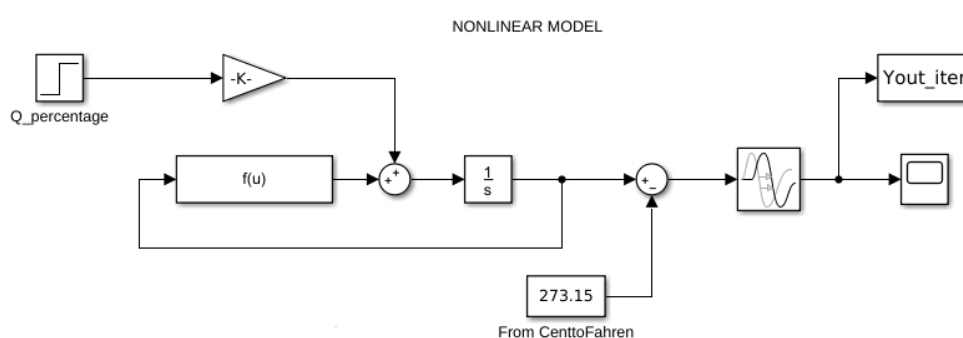 NONLINEAR MODEL
-K-
Yout_iter
Q_percentage
f(u)
1
s
273.15
From CenttoFahren